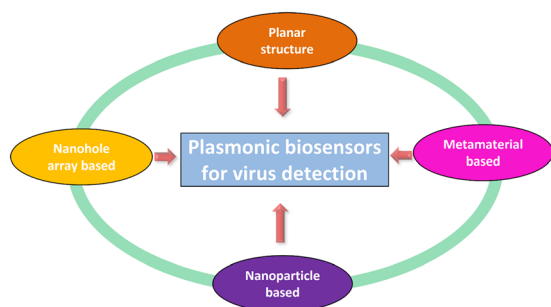 Planar
structure
Nanohole
array based
Plasmonic biosensors
for virus detection
Metamaterial
based
Nanoparticle
based